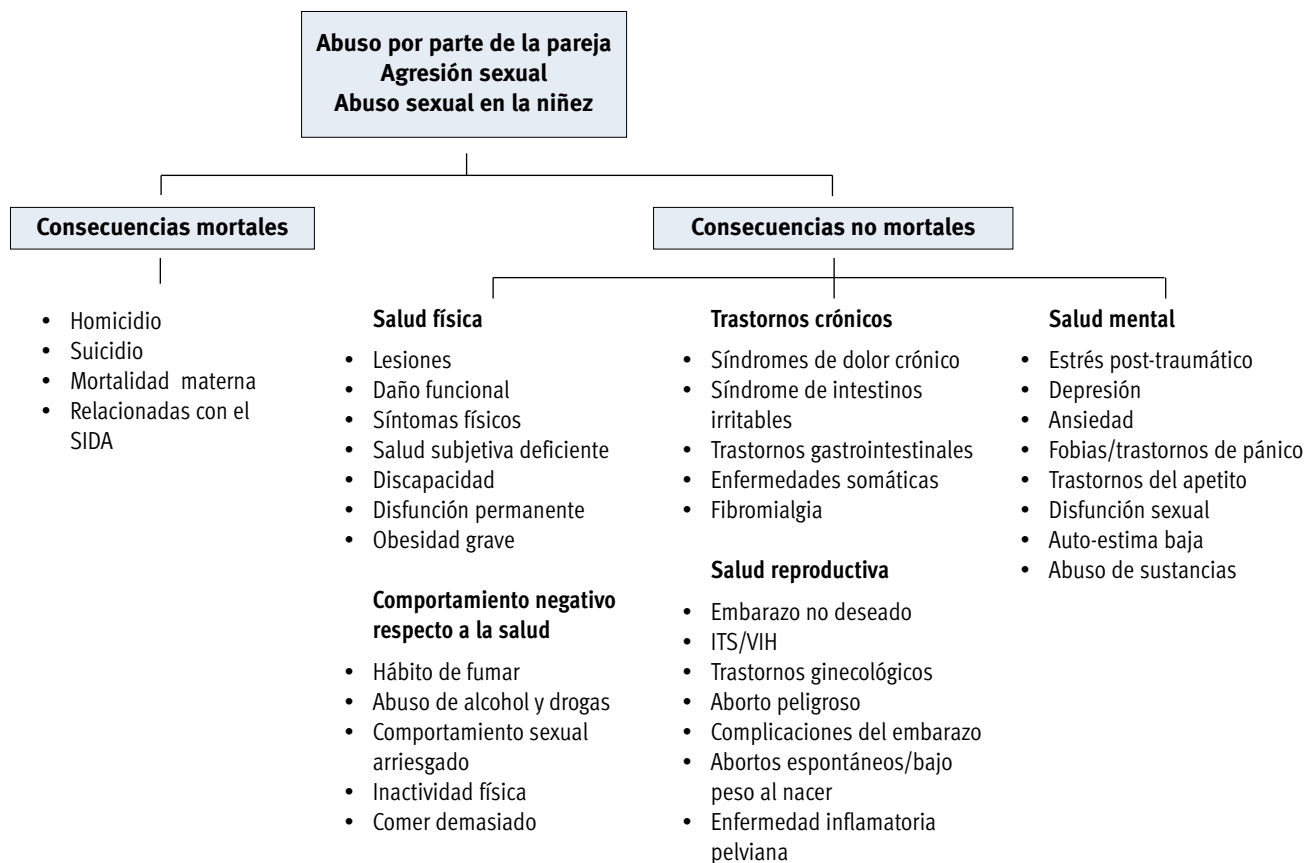 Abuso por parte de la pareja
Agresión sexual
Abuso sexual en la niñez
Consecuencias mortales
• Homicidio
• Suicidio
• Mortalidad materna
• Relacionadas con el
SIDA
Consecuencias no mortales
Salud física
• Lesiones
• Daño funcional
• Síntomas físicos
• Salud subjetiva deficiente
• Discapacidad
• Disfunción permanente
• Obesidad grave
Comportamiento negativo
respecto a la salud
• Hábito de fumar
• Abuso de alcohol y drogas
• Comportamiento sexual
arriesgado
• Inactividad física
• Comer demasiado
Trastornos crónicos
• Síndromes de dolor crónico
• Síndrome de intestinos
irritables
• Trastornos gastrointestinales
• Enfermedades somáticas
• Fibromialgia
Salud reproductiva
• Embarazo no deseado
• ITS/VIH
• Trastornos ginecológicos
• Aborto peligroso
• Complicaciones del embarazo
• Abortos espontáneos/bajo
peso al nacer
• Enfermedad inflamatoria
pelviana
Salud mental
• Estrés post-traumático
• Depresión
• Ansiedad
• Fobias/trastornos de pánico
• Trastornos del apetito
• Disfunción sexual
• Auto-estima baja
• Abuso de sustancias